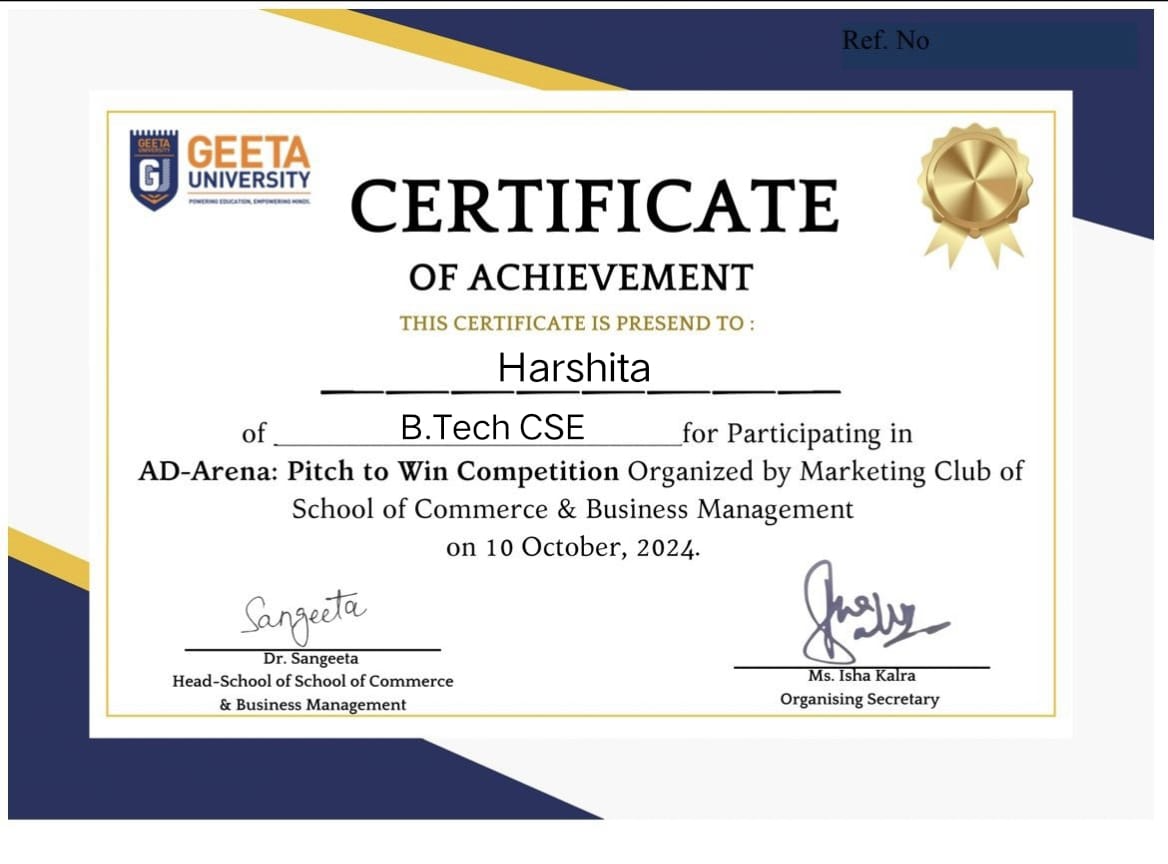 Ref. No
GEETA
UNIVERSITY
GU
GEETA
UNIVERSITY
POWERING EDUCATION, EMPOWERING MINDS.
CERTIFICATE
OF ACHIEVEMENT
THIS CERTIFICATE IS PRESEND TO :
Harshita
of B.Tech CSE for Participating in
AD-Arena: Pitch to Win Competition Organized by Marketing Club of
School of Commerce & Business Management
on 10 October, 2024.
Sangeeta
Dr. Sangeeta
Head-School of School of Commerce
& Business Management
Ms. Isha Kalra
Organising Secretary